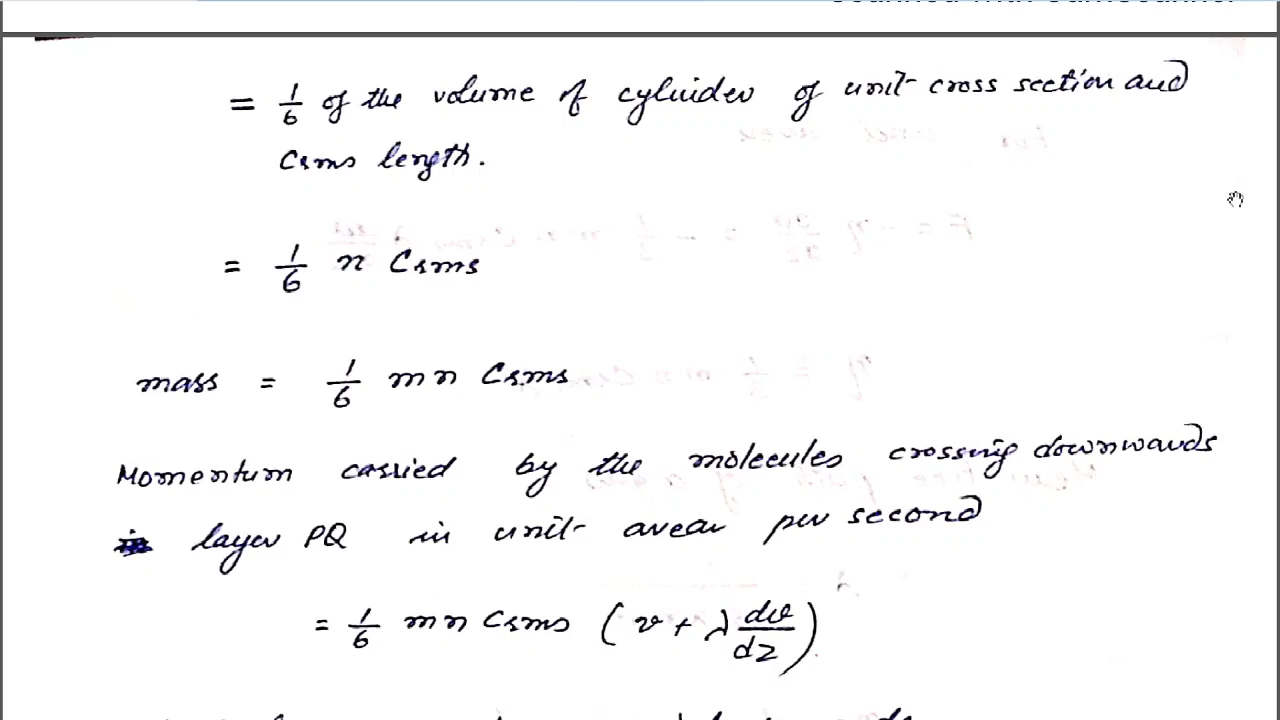 = 1/6 of the volume of cylinder of unit cross section and
Crms length.
= 1/6 n Crms
mass = 1/6 m n Crms
Momentum carried by the molecules crossing downwards
layer PQ in unit area per second
= 1/6 m n Crms (v + λ dv/dz)